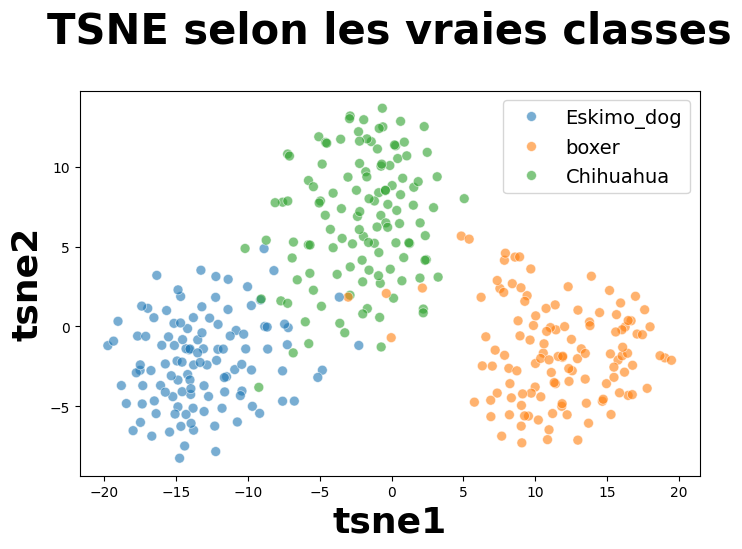 TSNE selon les vraies classes
Eskimo_dog
boxer
Chihuahua
10
5
0
−5
tsne2
−20
−15
−10
−5
0
5
10
15
20
tsne1